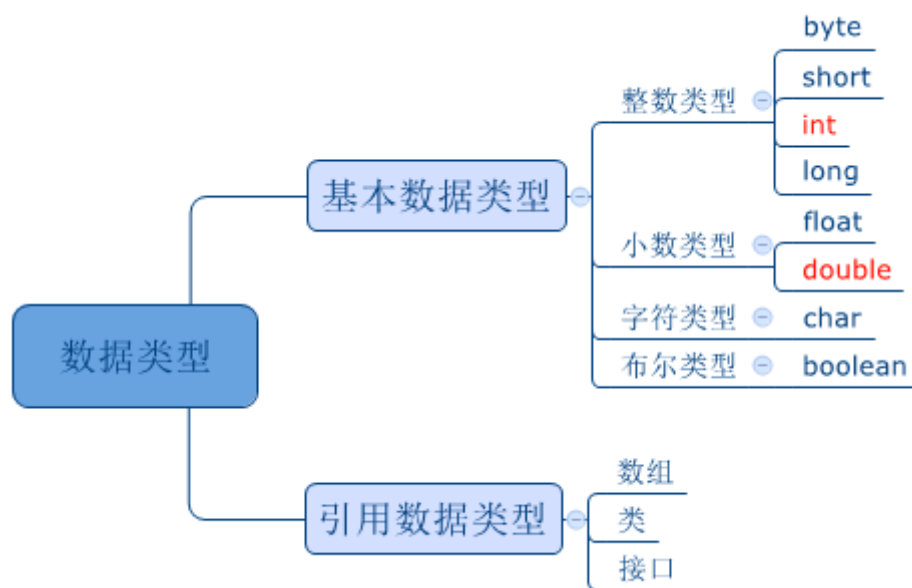 数据类型
基本数据类型
整数类型
byte
short
int
long
小数类型
float
double
字符类型
char
布尔类型
boolean
引用数据类型
数组
类
接口